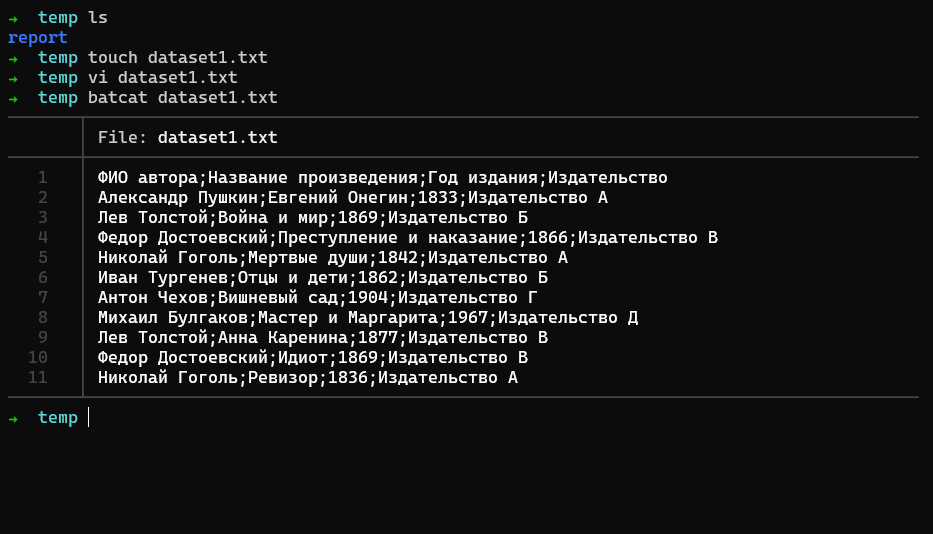 → temp ls
report
→ temp touch dataset1.txt
→ temp vi dataset1.txt
→ temp batcat dataset1.txt
File: dataset1.txt
1 ФИО автора;Название произведения;Год издания;Издательство
2 Александр Пушкин;Евгений Онегин;1833;Издательство А
3 Лев Толстой;Война и мир;1869;Издательство Б
4 Федор Достоевский;Преступление и наказание;1866;Издательство В
5 Николай Гоголь;Мертвые души;1842;Издательство А
6 Иван Тургенев;Отцы и дети;1862;Издательство Б
7 Антон Чехов;Вишневый сад;1904;Издательство Г
8 Михаил Булгаков;Мастер и Маргарита;1967;Издательство Д
9 Лев Толстой;Анна Каренина;1877;Издательство В
10 Федор Достоевский;Идиот;1869;Издательство В
11 Николай Гоголь;Ревизор;1836;Издательство А
→ temp